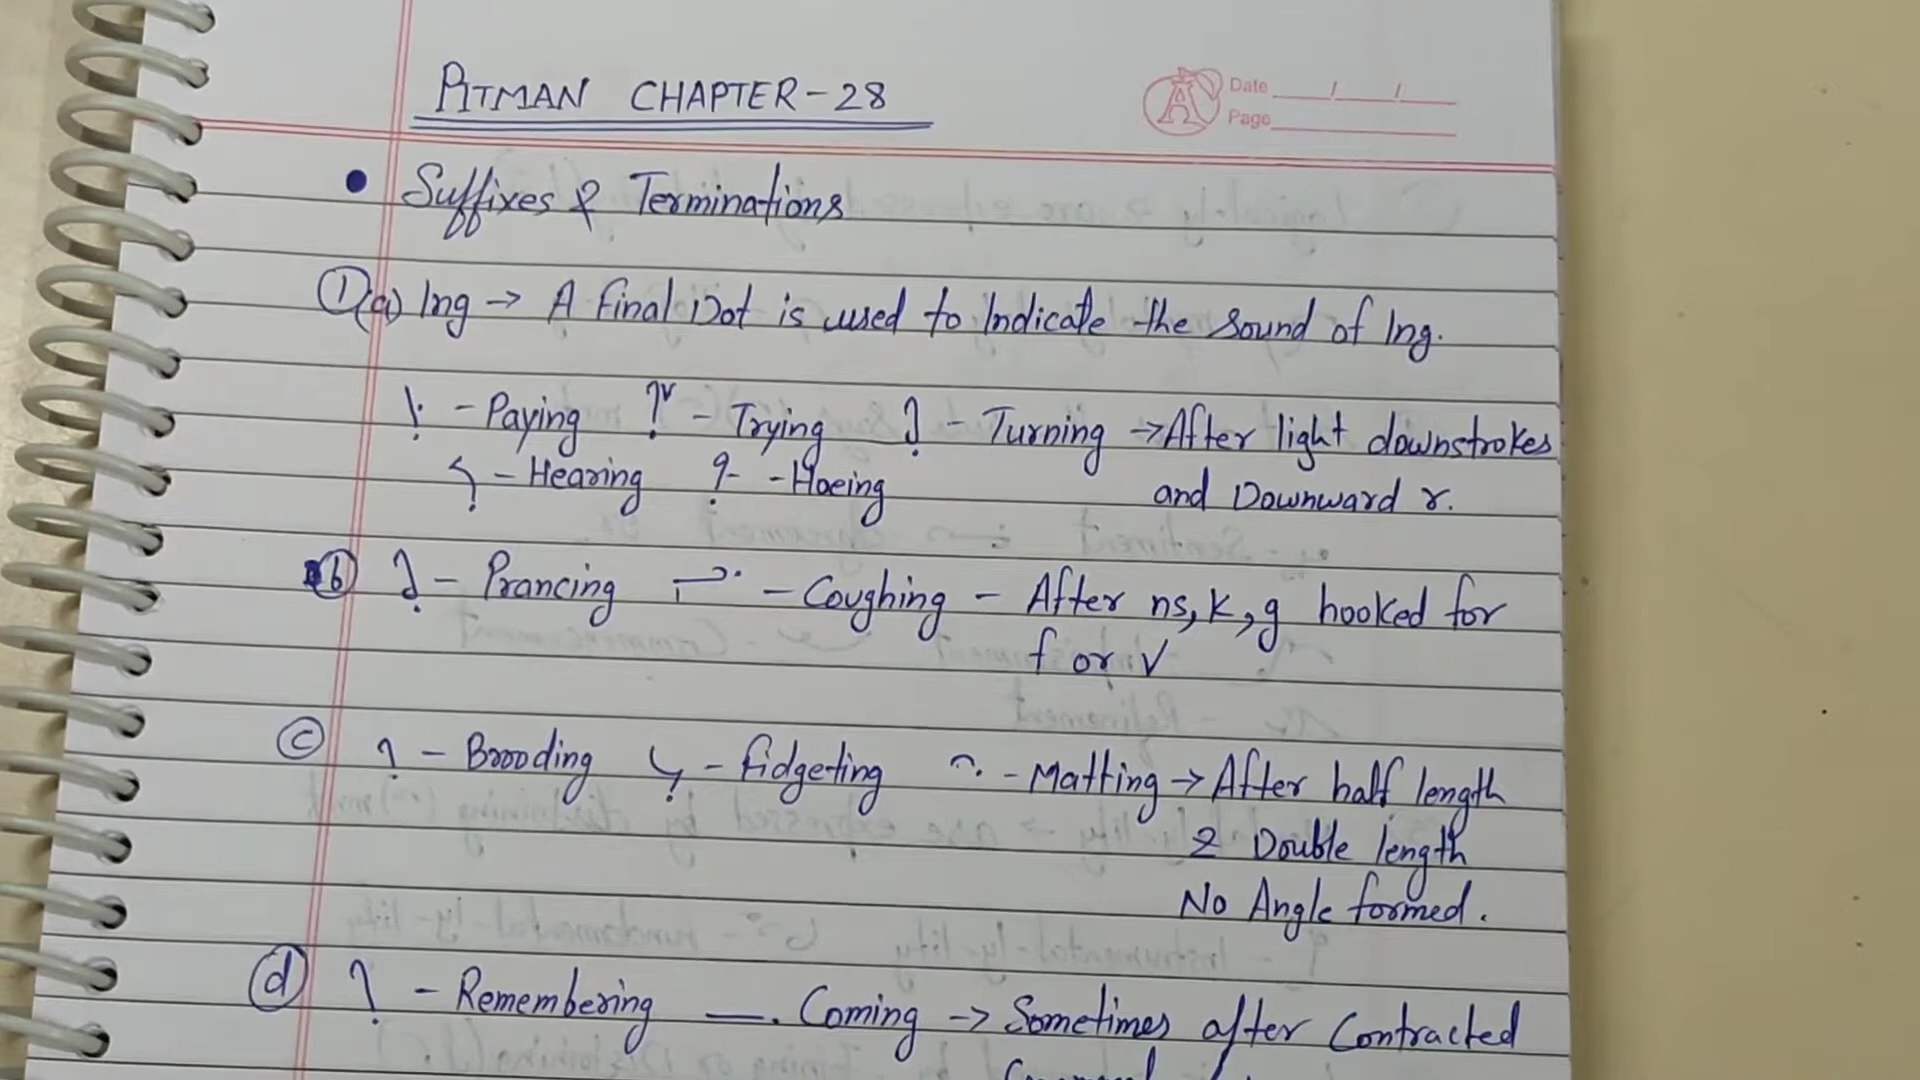 PITMAN CHAPTER-28
Date / /
Page
• Suffixes & Terminations
① (a) Ing → A final Dot is used to Indicate the sound of Ing.
- Paying - Trying - Turning → After light downstrokes
- Hearing - Hoeing and Downward r.
(b) - Prancing - Coughing - After ns, k, g hooked for
f or v
(c) - Brooding - fidgeting - Matting → After half length
& Double length
No Angle formed.
(d) - Remembering Coming → Sometimes after Contracted